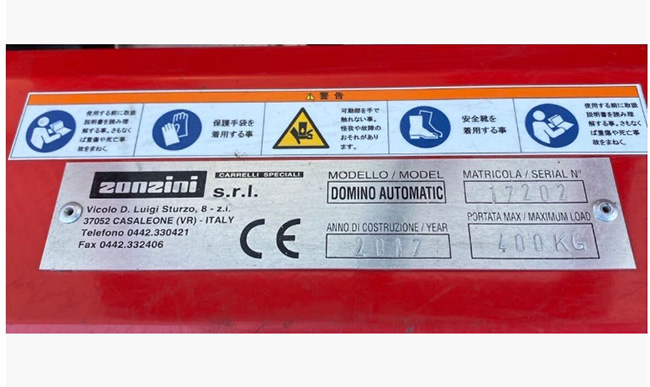 警告
使用する前に取扱
説明書を読み理
解する事。さもなく
ば重傷や死亡事
故をまねく。
保護手袋を
着用する事
可動部を手で
触れない事。
怪我や故障の
おそれがあり
ます。
安全靴を
着用する事
使用する前に取扱
説明書を読み理
解する事。さもなく
ば重傷や死亡事
故をまねく。
zanzini CARRELLI SPECIALI
s.r.l.
Vicolo D. Luigi Sturzo, 8 - z.i.
37052 CASALEONE (VR) - ITALY
Telefono 0442.330421
Fax 0442.332406
CE
MODELLO / MODEL
DOMINO AUTOMATIC
MATRICOLA / SERIAL N°
17202
ANNO DI COSTRUZIONE / YEAR
2017
PORTATA MAX / MAXIMUM LOAD
400KG